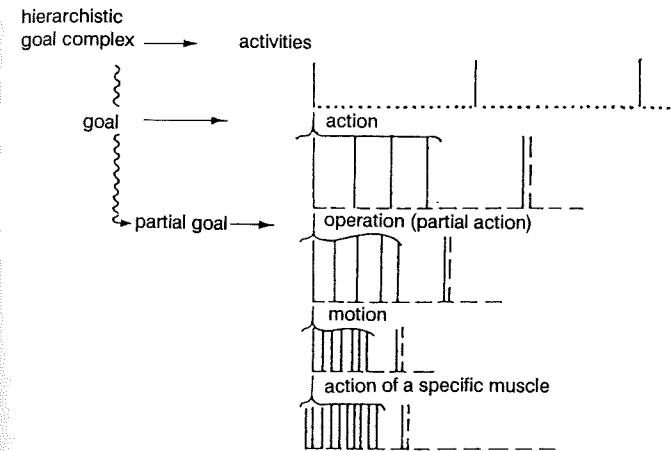 hierarchistic
goal complex
activities
goal
action
partial goal
operation (partial action)
motion
action of a specific muscle